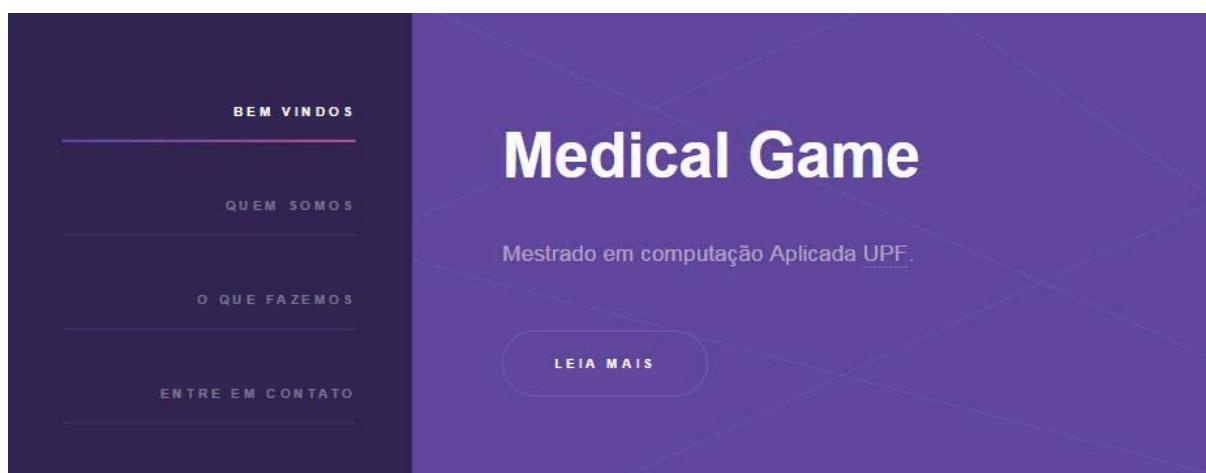 BEM VINDOS
QUEM SOMOS
O QUE FAZEMOS
ENTRE EM CONTATO
Medical Game
Mestrado em computação Aplicada UPF.
LEIA MAIS